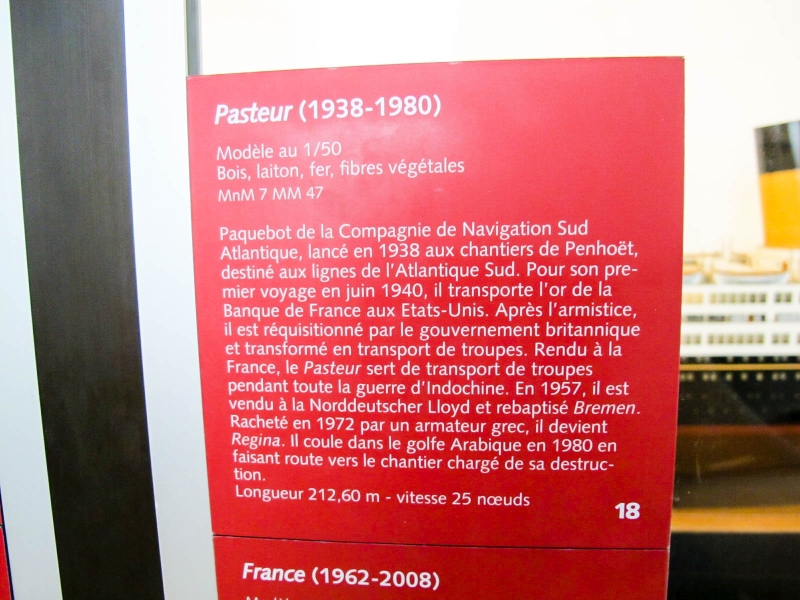 Pasteur (1938-1980)
Modèle au 1/50
Bois, laiton, fer, fibres végétales
MnM 7 MM 47
Paquebot de la Compagnie de Navigation Sud
Atlantique, lancé en 1938 aux chantiers de Penhoët,
destiné aux lignes de l'Atlantique Sud. Pour son pre-
mier voyage en juin 1940, il transporte l'or de la
Banque de France aux Etats-Unis. Après l'armistice,
il est réquisitionné par le gouvernement britannique
et transformé en transport de troupes. Rendu à la
France, le Pasteur sert de transport de troupes
pendant toute la guerre d'Indochine. En 1957, il est
vendu à la Norddeutscher Lloyd et rebaptisé Bremen.
Racheté en 1972 par un armateur grec, il devient
Regina. Il coule dans le golfe Arabique en 1980 en
faisant route vers le chantier chargé de sa destruc-
tion.
Longueur 212,60 m - vitesse 25 nœuds
18
France (1962-2008)